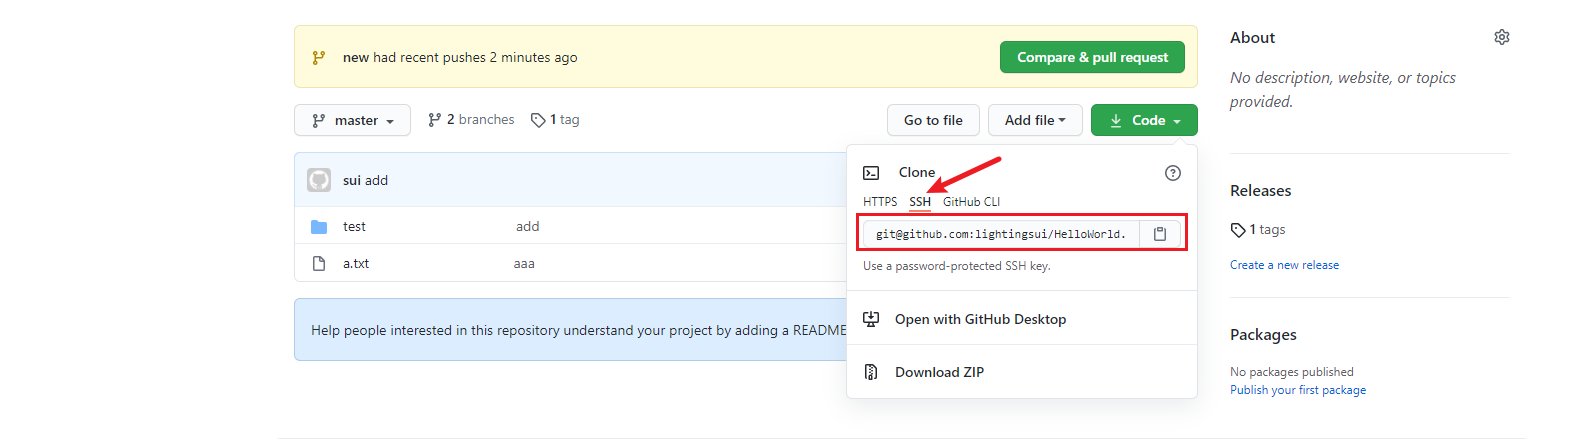 new had recent pushes 2 minutes ago
Compare & pull request
master
2 branches
1 tag
Go to file
Add file
Code
sui add
test add
a.txt aaa
Help people interested in this repository understand your project by adding a README
Clone
HTTPS SSH GitHub CLI
git@github.com:lightingsui/HelloWorld.
Use a password-protected SSH key.
Open with GitHub Desktop
Download ZIP
About
No description, website, or topics
provided.
Releases
1 tags
Create a new release
Packages
No packages published
Publish your first package